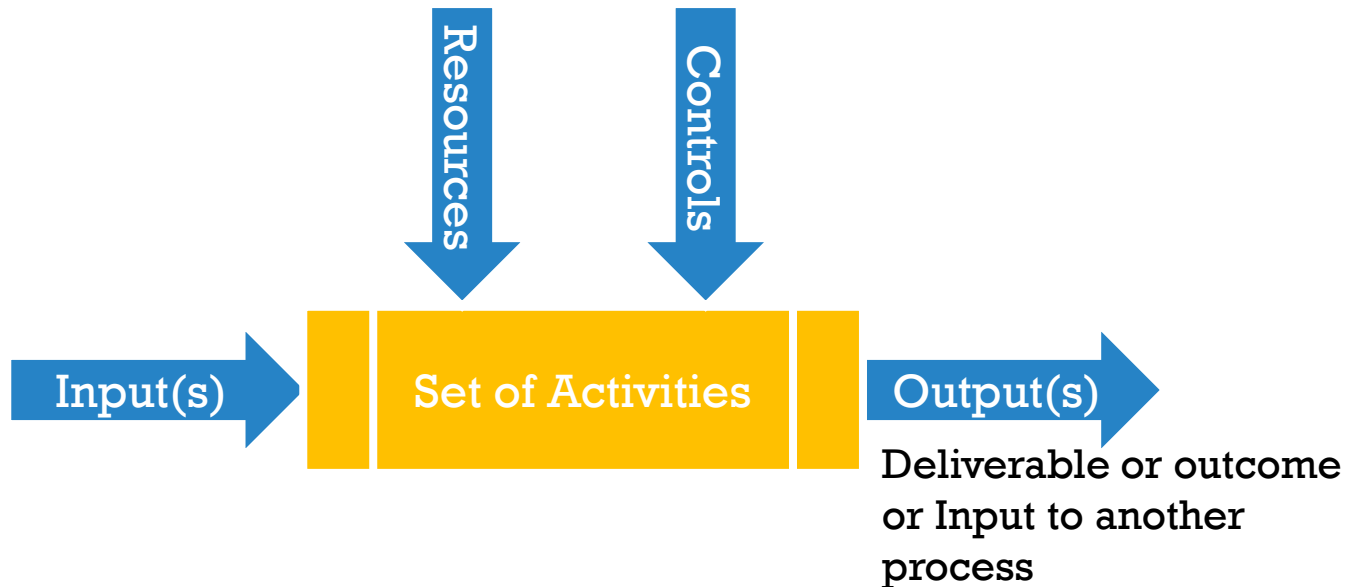 Resources
Controls
Input(s)
Set of Activities
Output(s)
Deliverable or outcome
or Input to another
process